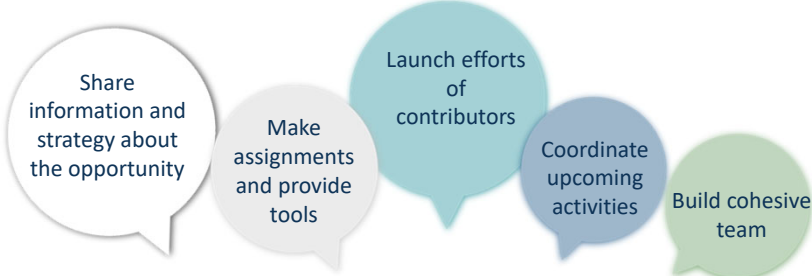 Share
information and
strategy about
the opportunity
Make
assignments
and provide
tools
Launch efforts
of
contributors
Coordinate
upcoming
activities
Build cohesive
team